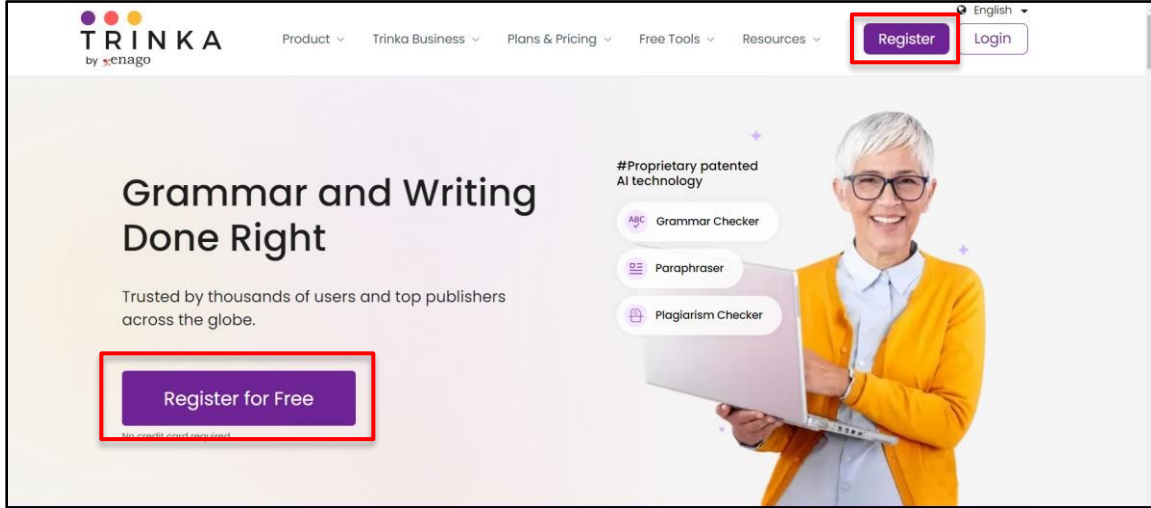 English
TRINKA
by enago
Product
Trinka Business
Plans & Pricing
Free Tools
Resources
Register
Login
Grammar and Writing
Done Right
Trusted by thousands of users and top publishers
across the globe.
Register for Free
No credit card required
#Proprietary patented
AI technology
ABC Grammar Checker
Paraphraser
Plagiarism Checker